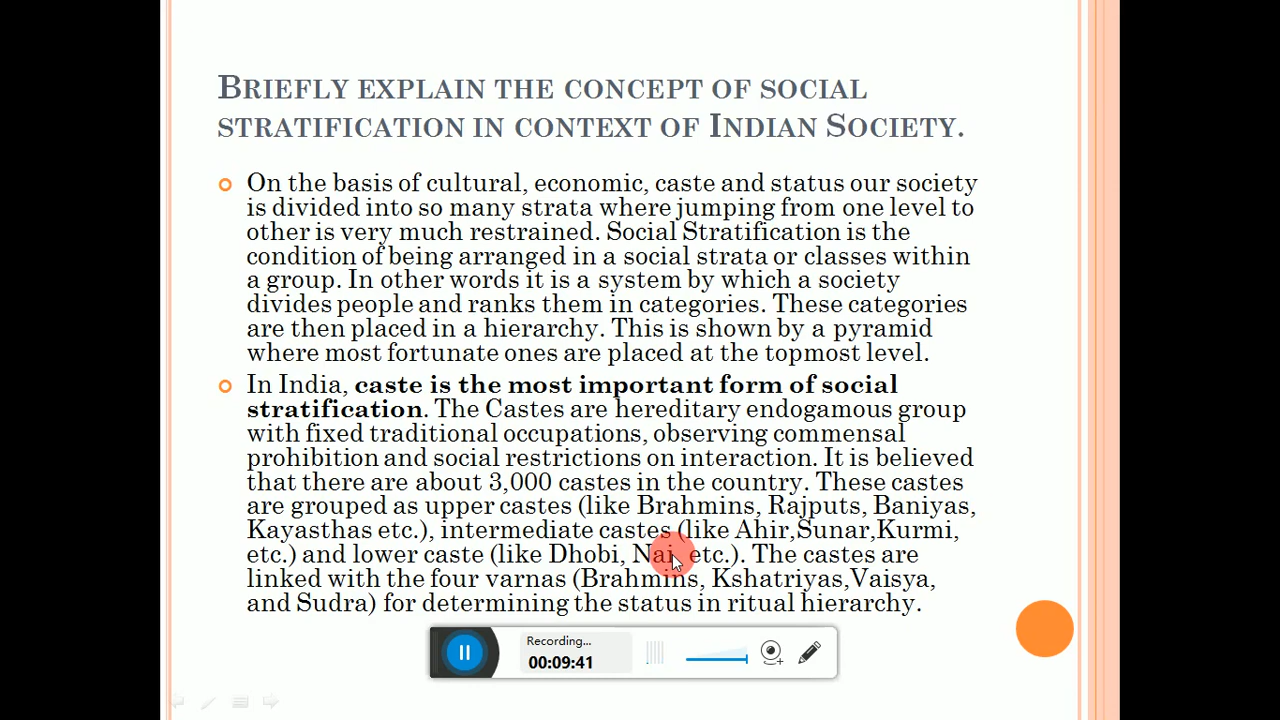 BRIEFLY EXPLAIN THE CONCEPT OF SOCIAL
STRATIFICATION IN CONTEXT OF INDIAN SOCIETY.
On the basis of cultural, economic, caste and status our society
is divided into so many strata where jumping from one level to
other is very much restrained. Social Stratification is the
condition of being arranged in a social strata or classes within
a group. In other words it is a system by which a society
divides people and ranks them in categories. These categories
are then placed in a hierarchy. This is shown by a pyramid
where most fortunate ones are placed at the topmost level.
In India, caste is the most important form of social
stratification. The Castes are hereditary endogamous group
with fixed traditional occupations, observing commensal
prohibition and social restrictions on interaction. It is believed
that there are about 3,000 castes in the country. These castes
are grouped as upper castes (like Brahmins, Rajputs, Baniyas,
Kayasthas etc.), intermediate castes (like Ahir,Sunar,Kurmi,
etc.) and lower caste (like Dhobi, Nai, etc.). The castes are
linked with the four varnas (Brahmins, Kshatriyas,Vaisya,
and Sudra) for determining the status in ritual hierarchy.
Recording...
00:09:41